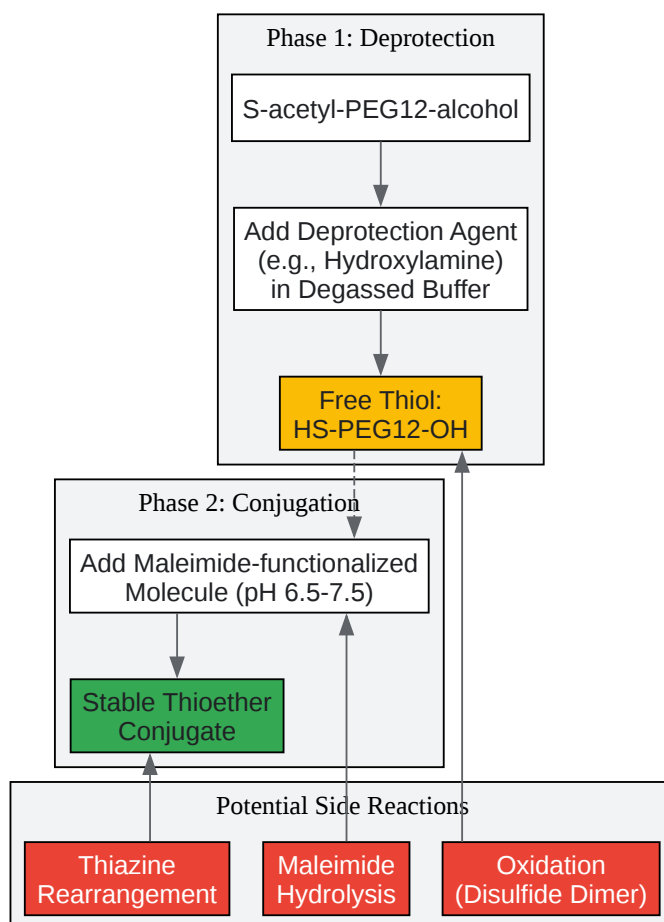 Phase 1: Deprotection
S-acetyl-PEG12-alcohol
Add Deprotection Agent
(e.g., Hydroxylamine)
in Degassed Buffer
Free Thiol:
HS-PEG12-OH
Phase 2: Conjugation
Add Maleimide-functionalized
Molecule (pH 6.5-7.5)
Stable Thioether
Conjugate
Potential Side Reactions
Thiazine
Rearrangement
Maleimide
Hydrolysis
Oxidation
(Disulfide Dimer)